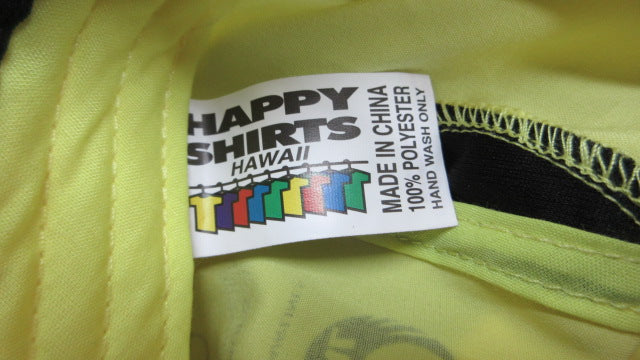 HAPPY
SHIRTS
HAWAII
MADE IN CHINA
100% POLYESTER
HAND WASH ONLY